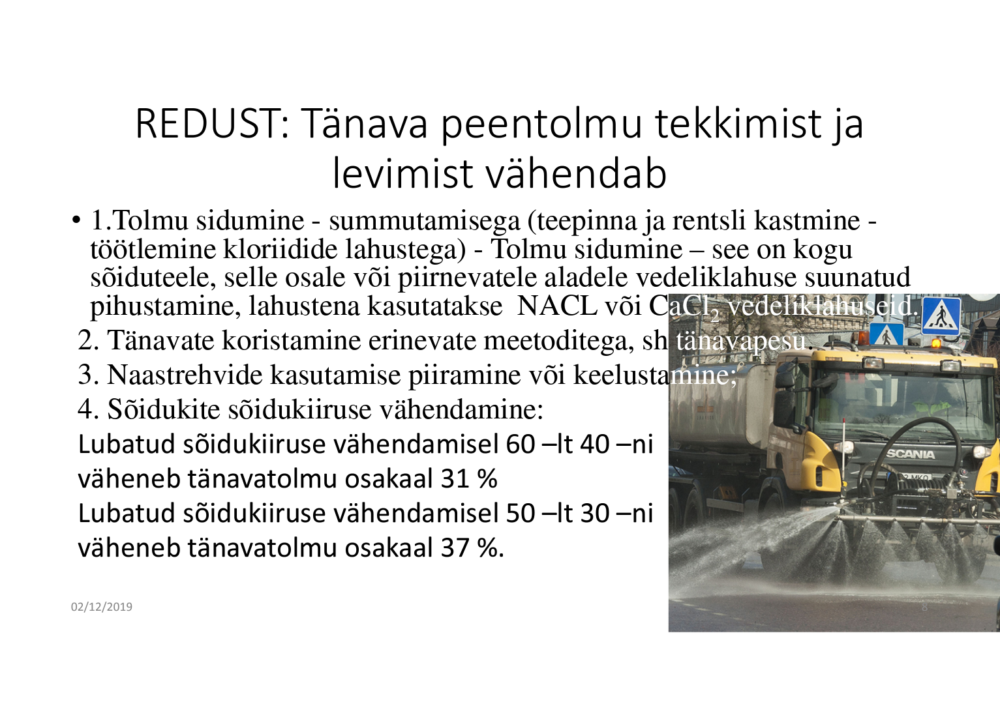 REDUST: Tänava peentolmu tekkimist ja
levimist vähendab
• 1.Tolmu sidumine - summutamisega (teepinna ja rentsli kastmine -
töötlemine kloriidide lahustega) - Tolmu sidumine – see on kogu
sõiduteele, selle osale või piirnevatele aladele vedeliklahuse suunatud
pihustamine, lahustena kasutatakse NACL või CaCl₂ vedeliklahuseid.
2. Tänavate koristamine erinevate meetoditega, sh tänavapesu.
3. Naastrehvide kasutamise piiramine või keelustamine;
4. Sõidukite sõidukiiruse vähendamine:
Lubatud sõidukiiruse vähendamisel 60 –lt 40 –ni
väheneb tänavatolmu osakaal 31 %
Lubatud sõidukiiruse vähendamisel 50 –lt 30 –ni
väheneb tänavatolmu osakaal 37 %.
SCANIA
02/12/2019
8